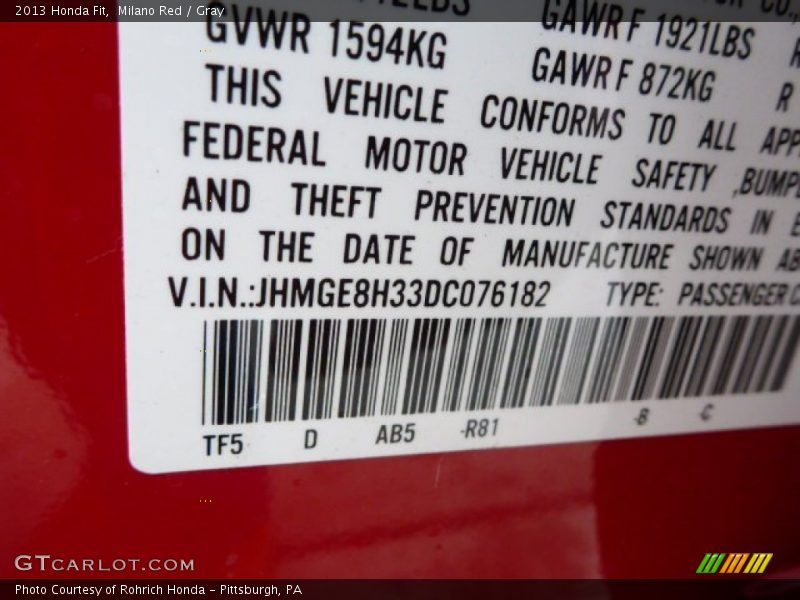 2013 Honda Fit, Milano Red / Gray
GVWR 1594KG GAWR F 1921LBS
GAWR F 872KG R
THIS VEHICLE CONFORMS TO ALL
FEDERAL MOTOR VEHICLE SAFETY
AND THEFT PREVENTION STANDARDS IN
ON THE DATE OF MANUFACTURE SHOWN
V.I.N.:JHMGE8H33DC076182 TYPE: PASSENGER
TF5 D AB5 -R81 -B -C
GTCARLOT.COM
Photo Courtesy of Rohrich Honda - Pittsburgh, PA